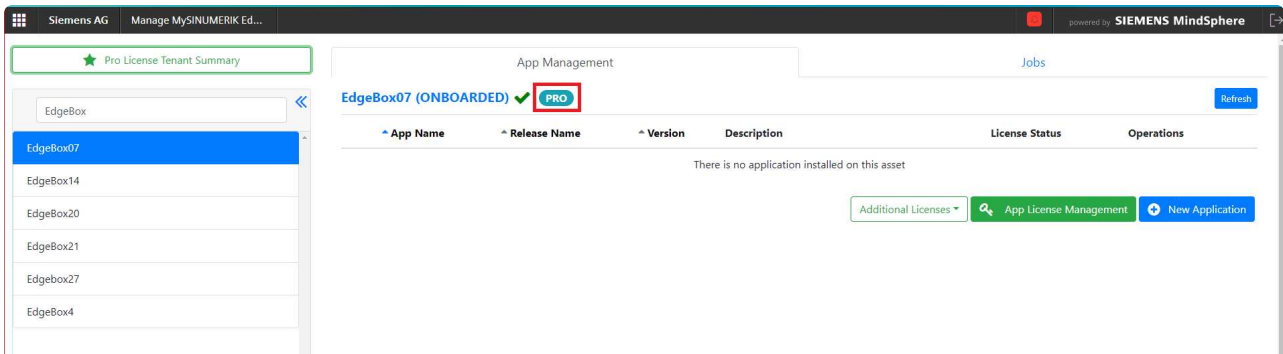 Siemens AG Manage MySINUMERIK Ed... powered by SIEMENS MindSphere
Pro License Tenant Summary
App Management Jobs
EdgeBox
EdgeBox07 (ONBOARDED) PRO Refresh
App Name Release Name Version Description License Status Operations
There is no application installed on this asset
Additional Licenses App License Management New Application
EdgeBox07
EdgeBox14
EdgeBox20
EdgeBox21
Edgebox27
EdgeBox4